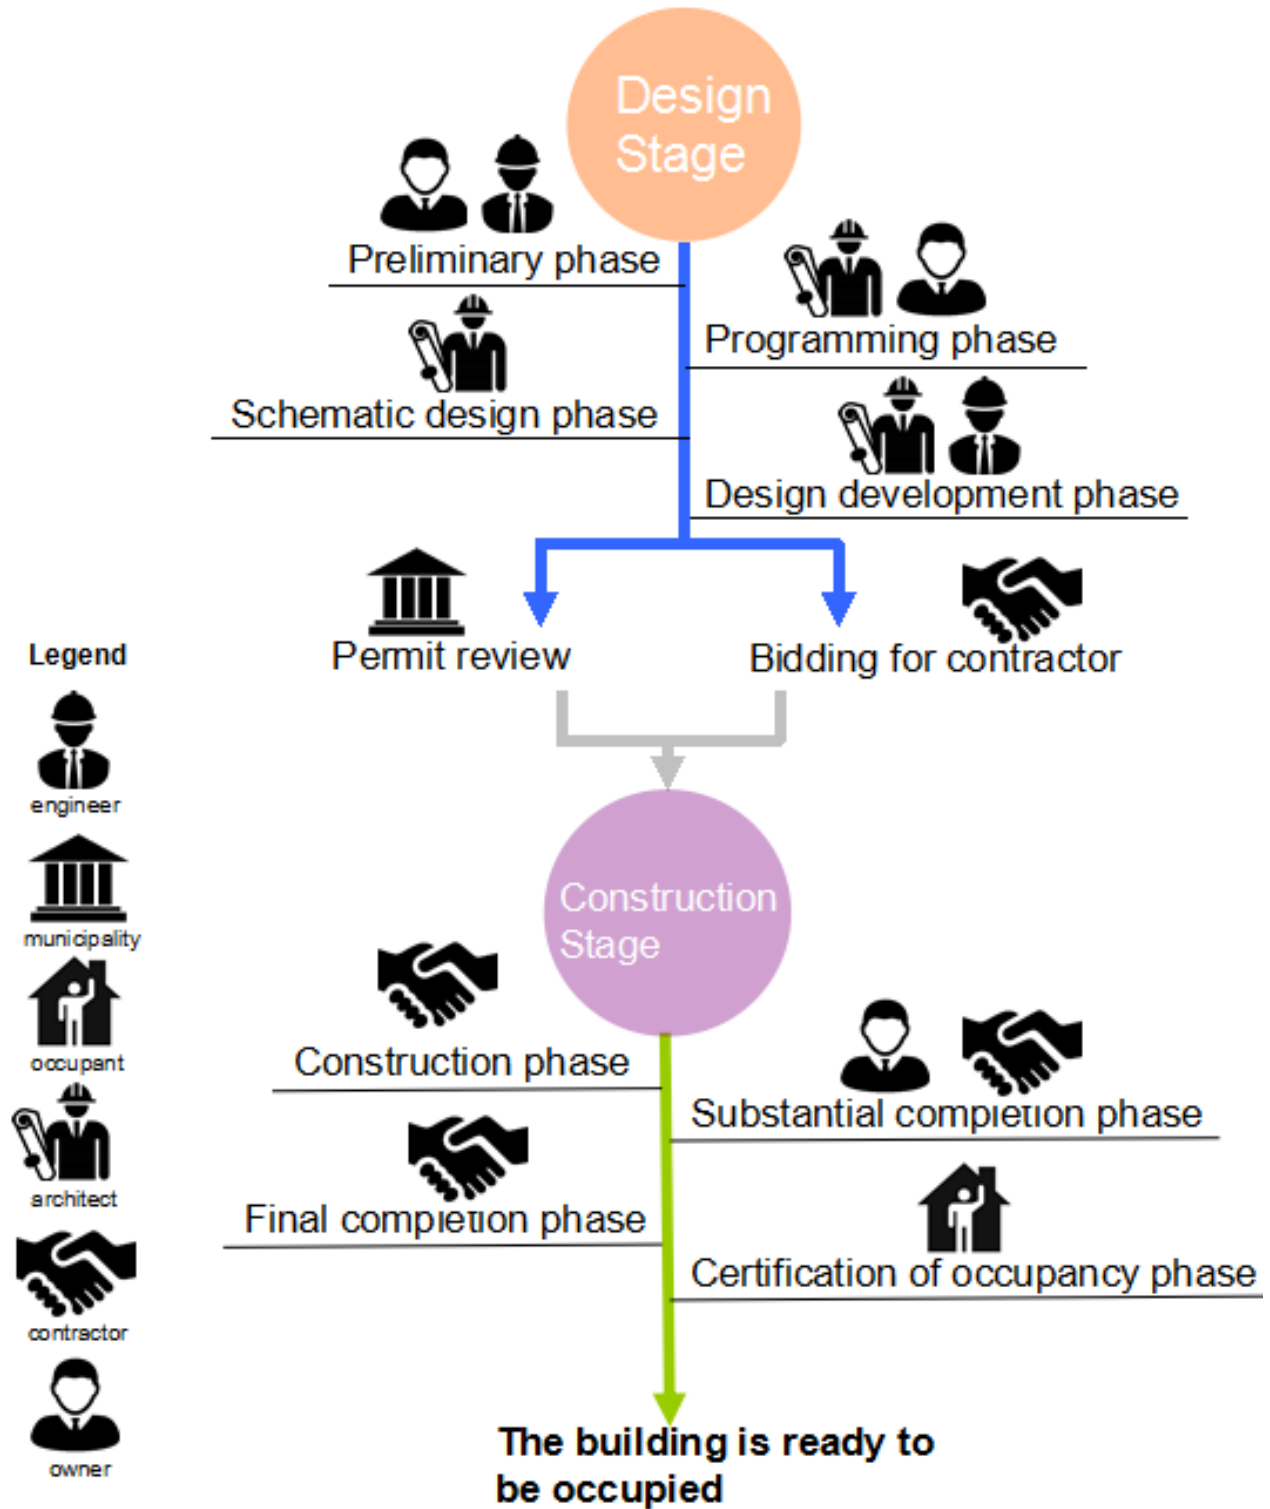 Design
Stage
Preliminary phase
Programming phase
Schematic design phase
Design development phase
Permit review
Bidding for contractor
Legend
engineer
municipality
occupant
architect
contractor
owner
Construction
Stage
Construction phase
Substantial completion phase
Final completion phase
Certification of occupancy phase
The building is ready to
be occupied